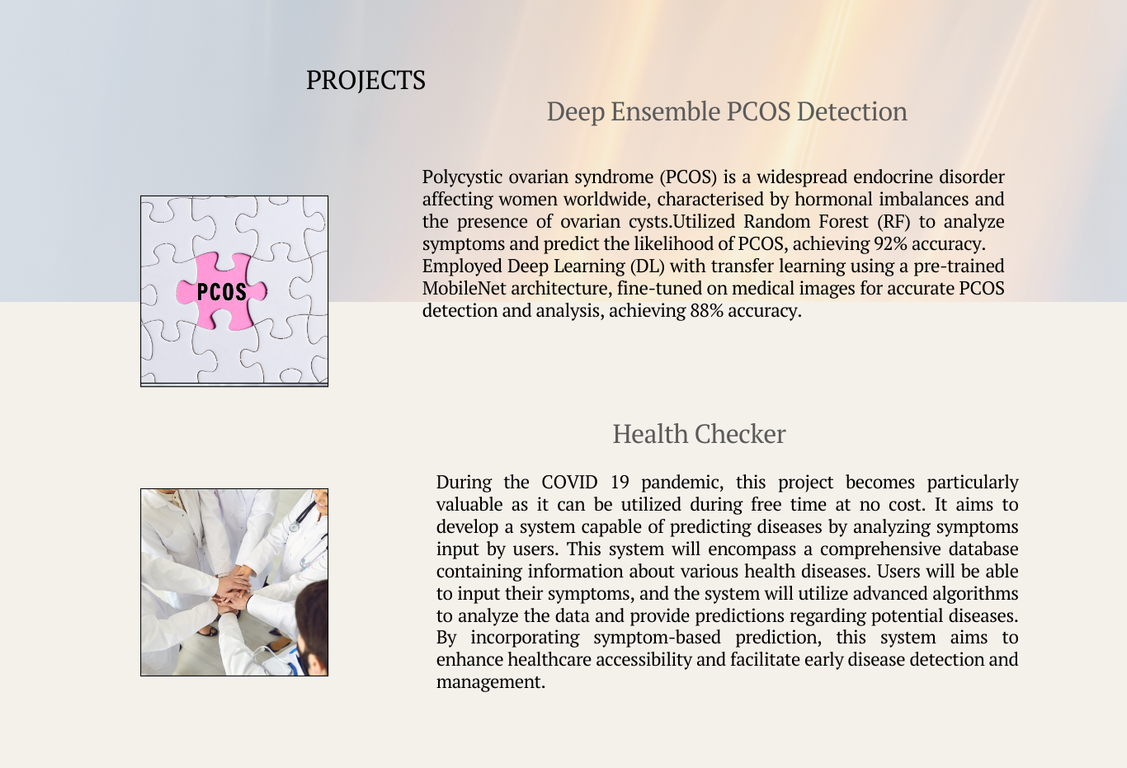 PROJECTS
Deep Ensemble PCOS Detection
Polycystic ovarian syndrome (PCOS) is a widespread endocrine disorder
affecting women worldwide, characterised by hormonal imbalances and
the presence of ovarian cysts.Utilized Random Forest (RF) to analyze
symptoms and predict the likelihood of PCOS, achieving 92% accuracy.
Employed Deep Learning (DL) with transfer learning using a pre-trained
MobileNet architecture, fine-tuned on medical images for accurate PCOS
detection and analysis, achieving 88% accuracy.
PCOS
Health Checker
During the COVID 19 pandemic, this project becomes particularly
valuable as it can be utilized during free time at no cost. It aims to
develop a system capable of predicting diseases by analyzing symptoms
input by users. This system will encompass a comprehensive database
containing information about various health diseases. Users will be able
to input their symptoms, and the system will utilize advanced algorithms
to analyze the data and provide predictions regarding potential diseases.
By incorporating symptom-based prediction, this system aims to
enhance healthcare accessibility and facilitate early disease detection and
management.